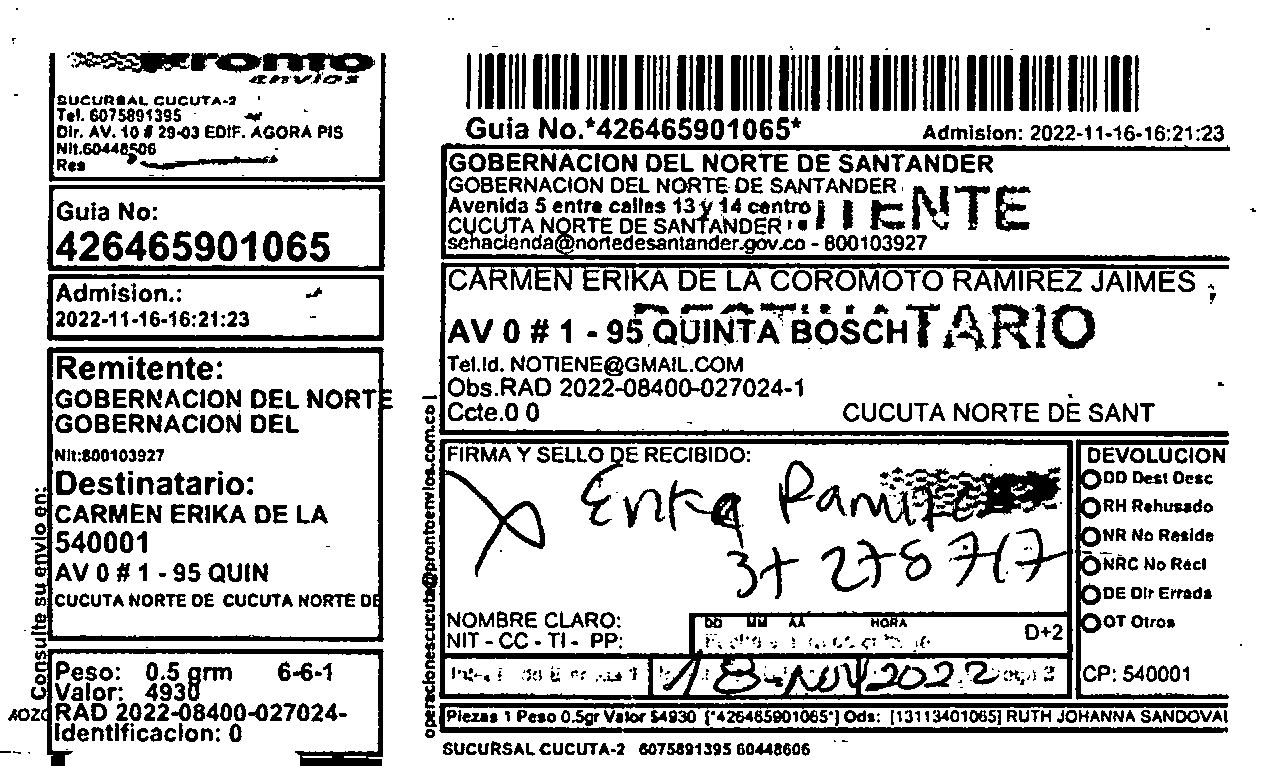 Pronto
envíos
SUCURSAL CUCUTA-2
Tel. 6075891395
Dir. AV. 10 # 29-03 EDIF. AGORA PIS
Nit.60448506
Res
Guia No:
426465901065
Admision.:
2022-11-16-16:21:23
Remitente:
GOBERNACION DEL NORTE
GOBERNACION DEL
Nit:800103927
Destinatario:
CARMEN ERIKA DE LA
540001
AV 0 # 1 - 95 QUIN
CUCUTA NORTE DE CUCUTA NORTE DE
Consulte su envio en:
Peso: 0.5 grm 6-6-1
Valor: 4930
RAD 2022-08400-027024-
Identificacion: 0
Guia No.*426465901065*
Admision: 2022-11-16-16:21:23
GOBERNACION DEL NORTE DE SANTANDER
GOBERNACION DEL NORTE DE SANTANDER
Avenida 5 entre calles 13 y 14 centro
CUCUTA NORTE DE SANTANDER
sehacienda@nortedesantander.gov.co - 800103927
CARMEN ERIKA DE LA COROMOTO RAMIREZ JAIMES
DESTINATARIO
AV 0 # 1 - 95 QUINTA BOSCH
Tel.Id. NOTIENE@GMAIL.COM
Obs.RAD 2022-08400-027024-1
Ccte.0 0 CUCUTA NORTE DE SANT
operacionescucuta@prontoenvios.com.co
FIRMA Y SELLO DE RECIBIDO:
Erika
NOMBRE CLARO:
NIT - CC - TI - PP:
DD MM AA HORA
D+2
18-NOV 2022
DEVOLUCION
DD Dest Desc
RH Rehusado
NR No Reside
NRC No Recl
DE Dir Errada
OT Otros
CP: 540001
Piezas 1 Peso 0.5gr Valor $4930 [*426465901065*] Ods: [13113401065] RUTH JOHANNA SANDOVAL
SUCURSAL CUCUTA-2 6075891395 60448606